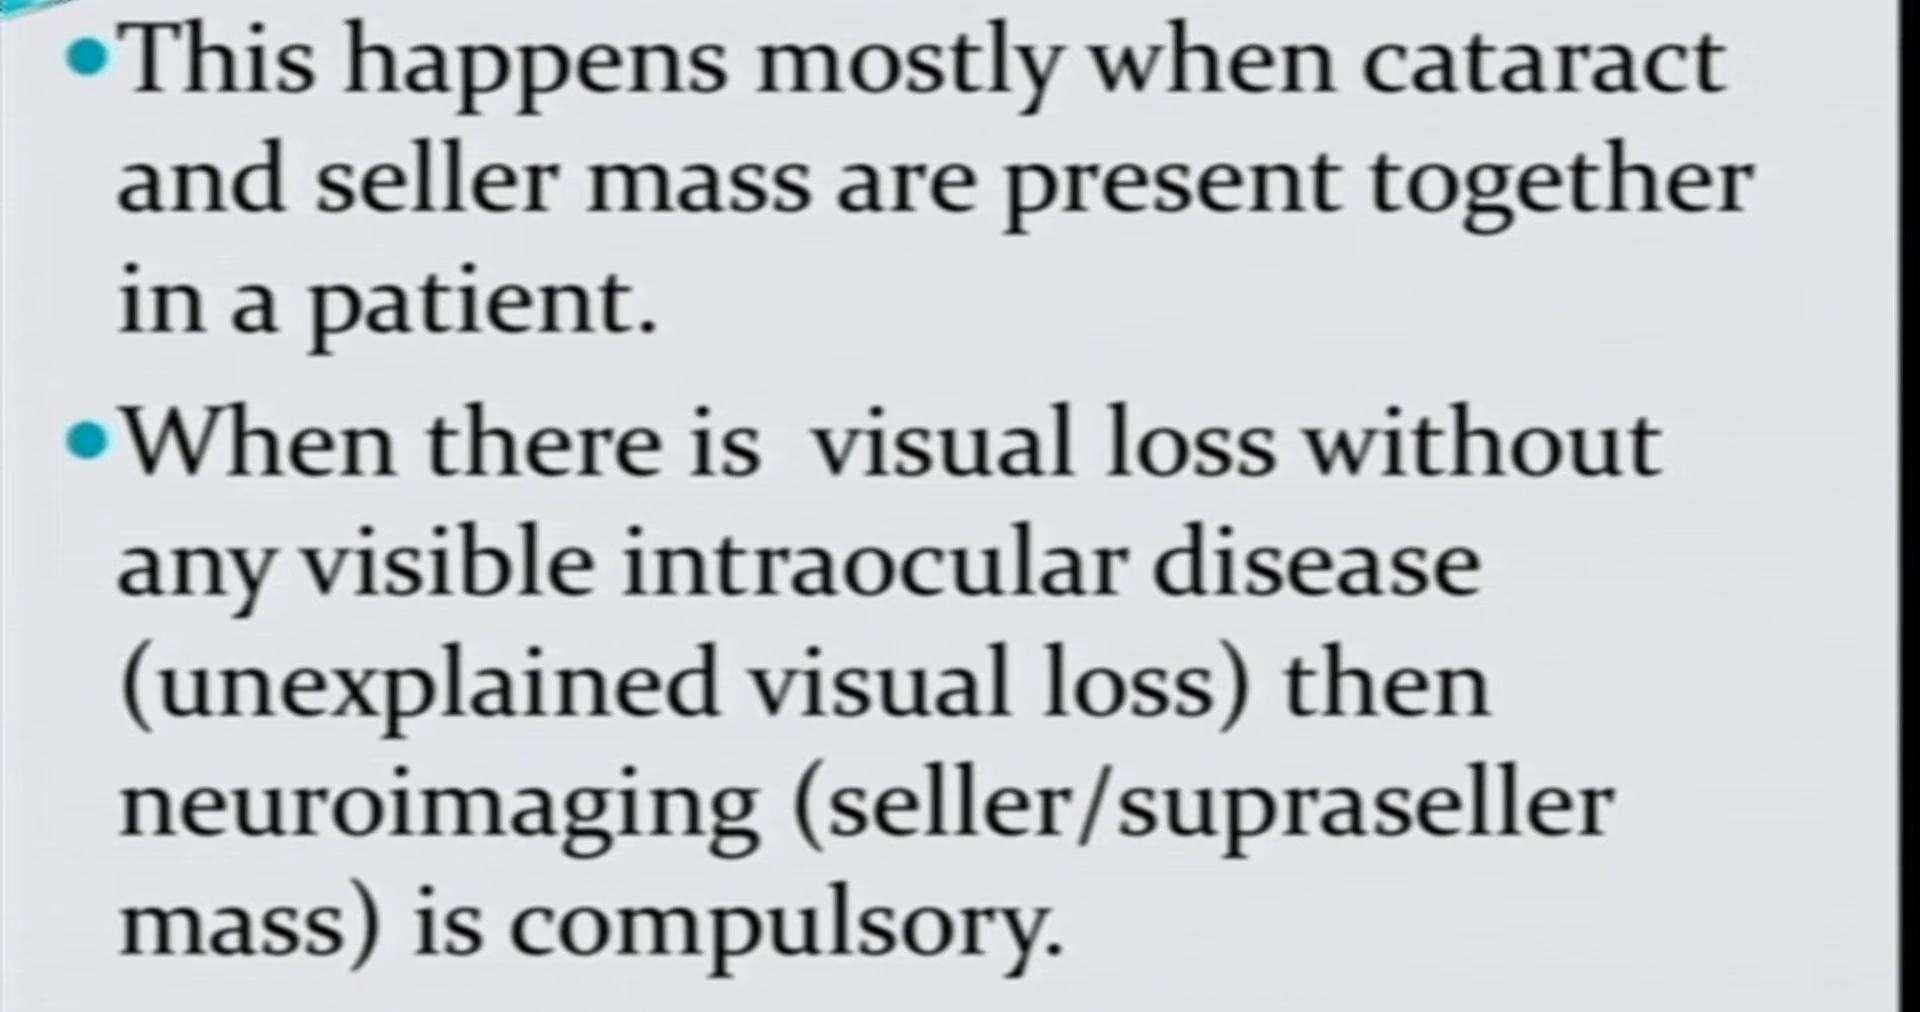 •This happens mostly when cataract
and seller mass are present together
in a patient.
•When there is  visual loss without
any visible intraocular disease
(unexplained visual loss) then
neuroimaging (seller/supraseller
mass) is compulsory.